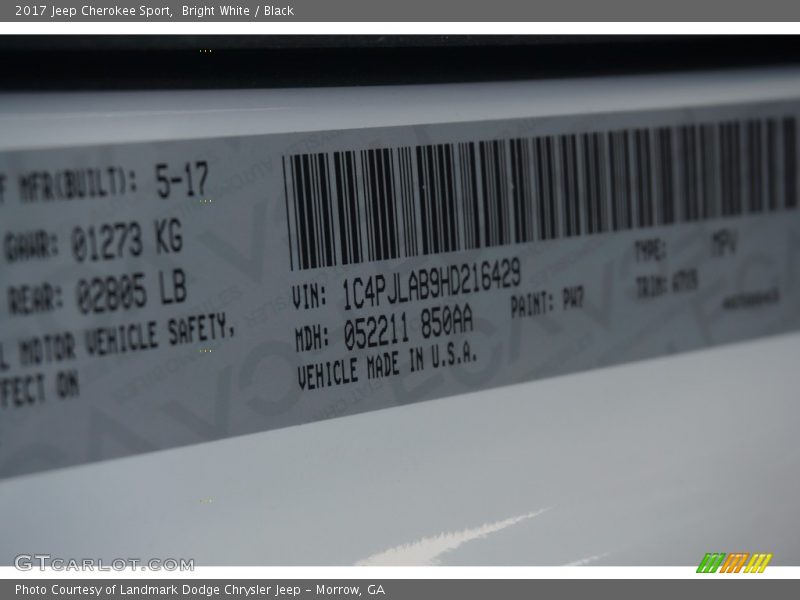 2017 Jeep Cherokee Sport, Bright White / Black
F MFR(BUILT): 5-17
GAWR: 01273 KG
REAR: 02805 LB
L MOTOR VEHICLE SAFETY,
FFECT ON
VIN: 1C4PJLAB9HD216429
MDH: 052211 850AA
VEHICLE MADE IN U.S.A.
PAINT: PW7
TYPE: MPV
TRIM:
GTCARLOT.COM
Photo Courtesy of Landmark Dodge Chrysler Jeep – Morrow, GA